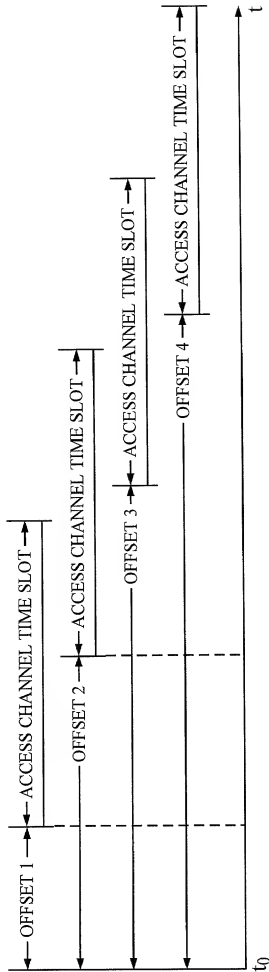 OFFSET 1
ACCESS CHANNEL TIME SLOT
OFFSET 2
ACCESS CHANNEL TIME SLOT
OFFSET 3
ACCESS CHANNEL TIME SLOT
OFFSET 4
ACCESS CHANNEL TIME SLOT
t0
t